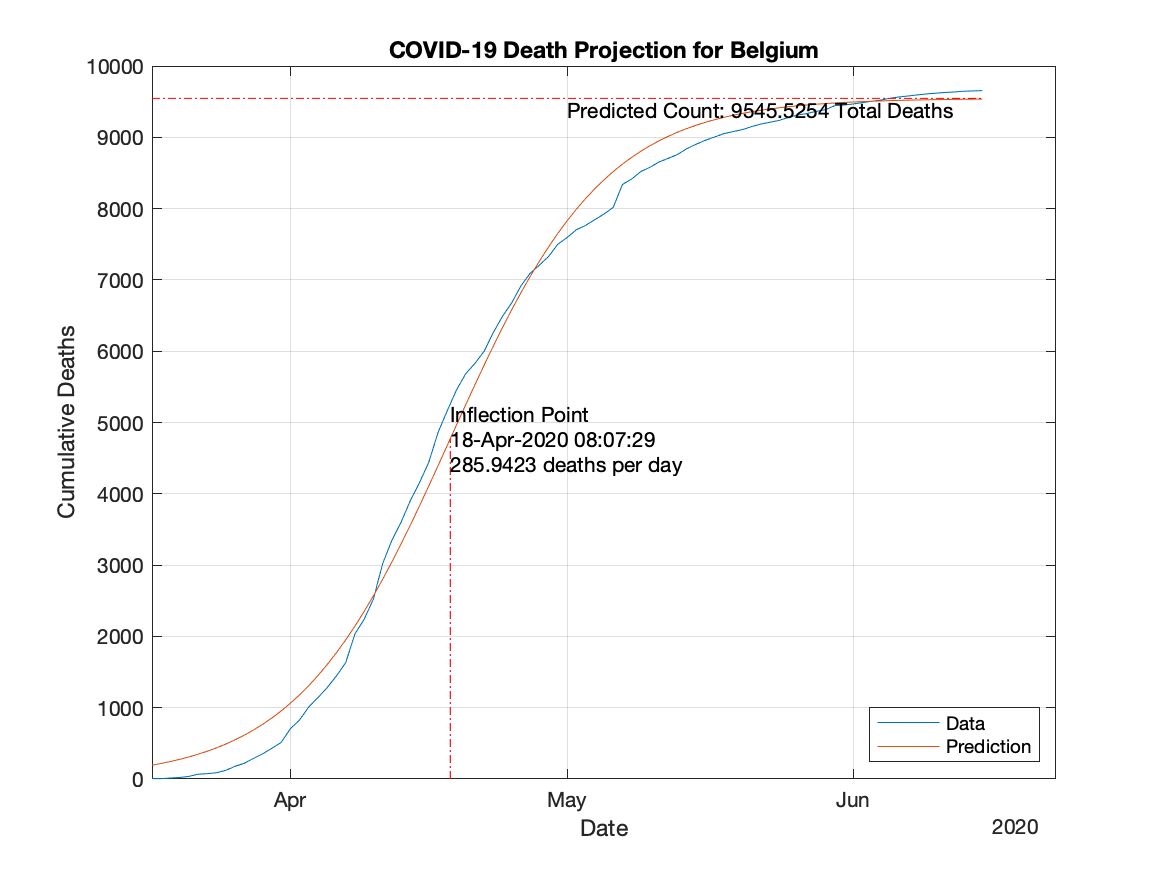 COVID-19 Death Projection for Belgium
10000
9000
8000
7000
6000
5000
4000
3000
2000
1000
0
Cumulative Deaths
Predicted Count: 9545.5254 Total Deaths
Inflection Point
18-Apr-2020 08:07:29
285.9423 deaths per day
Data
Prediction
Apr
May
Jun
Date
2020